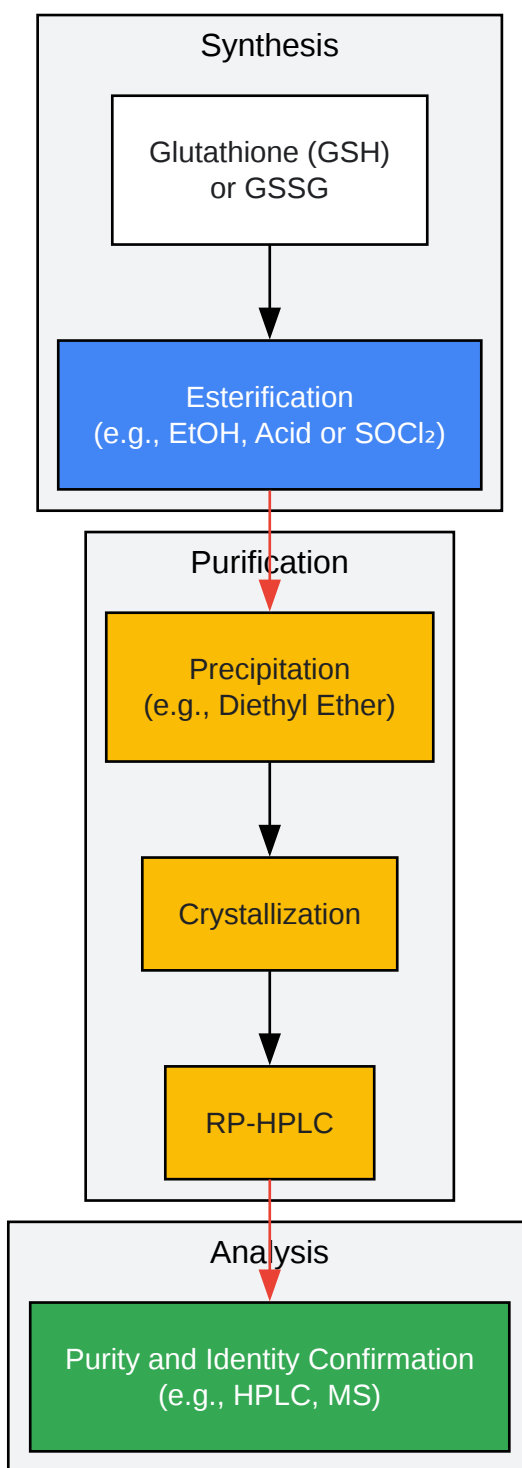 Synthesis
Glutathione (GSH)
or GSSG
Esterification
(e.g., EtOH, Acid or SOCl₂)
Purification
Precipitation
(e.g., Diethyl Ether)
Crystallization
RP-HPLC
Analysis
Purity and Identity Confirmation
(e.g., HPLC, MS)